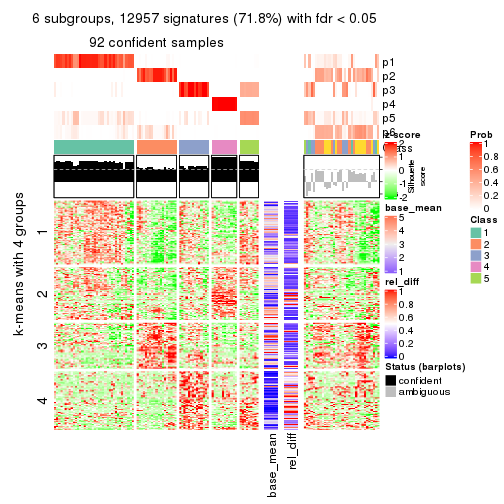 6 subgroups, 12957 signatures (71.8%) with fdr < 0.05
92 confident samples
p1
p2
p3
p4
p5
p6
Class
z-score
2
1
0
-1
-2
Silhouette
score
Prob
1
0.8
0.6
0.4
0.2
0
base_mean
5
4
3
2
1
Class
1
2
3
4
5
rel_diff
1
0.8
0.6
0.4
0.2
0
Status (barplots)
confident
ambiguous
k-means with 4 groups
1
2
3
4
base_mean
rel_diff